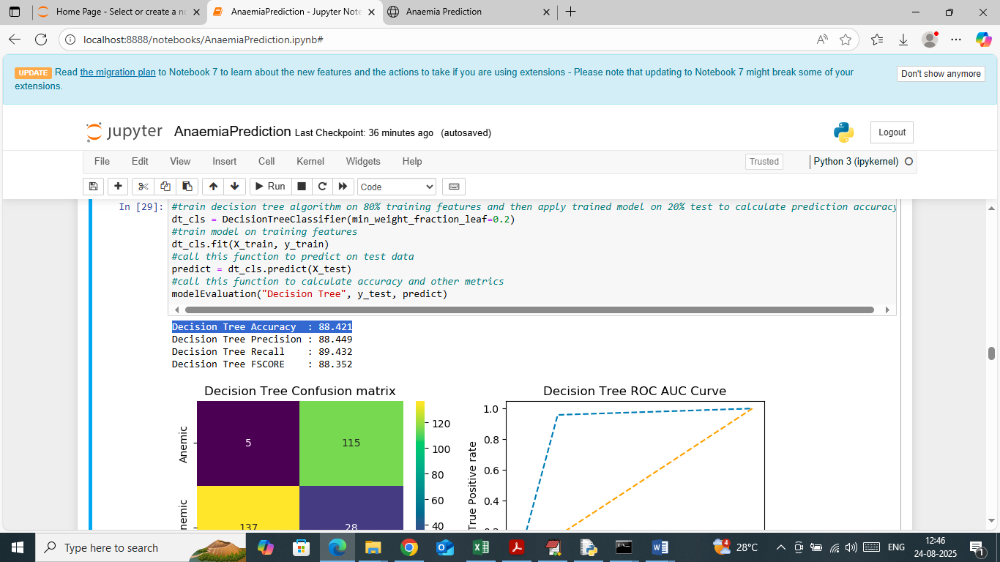 Home Page - Select or create a no
AnaemiaPrediction - Jupyter Note
Anaemia Prediction
localhost:8888/notebooks/AnaemiaPrediction.ipynb#
UPDATE Read the migration plan to Notebook 7 to learn about the new features and the actions to take if you are using extensions - Please note that updating to Notebook 7 might break some of your
extensions.
Don't show anymore
jupyter AnaemiaPrediction Last Checkpoint: 36 minutes ago (autosaved)
Logout
File Edit View Insert Cell Kernel Widgets Help
Trusted
Python 3 (ipykernel)
Run
Code
In [29]:
#train decision tree algorithm on 80% training features and then apply trained model on 20% test to calculate prediction accuracy
dt_cls = DecisionTreeClassifier(min_weight_fraction_leaf=0.2)
#train model on training features
dt_cls.fit(X_train, y_train)
#call this function to predict on test data
predict = dt_cls.predict(X_test)
#call this function to calculate accuracy and other metrics
modelEvaluation("Decision Tree", y_test, predict)
Decision Tree Accuracy  : 88.421
Decision Tree Precision : 88.449
Decision Tree Recall    : 89.432
Decision Tree FSCORE    : 88.352
Decision Tree Confusion matrix
Anemic
5
115
137
28
120
100
80
60
40
Decision Tree ROC AUC Curve
True Positive rate
1.0
0.8
0.6
0.4
Type here to search
4
28°C
ENG
12:46
24-08-2025
1